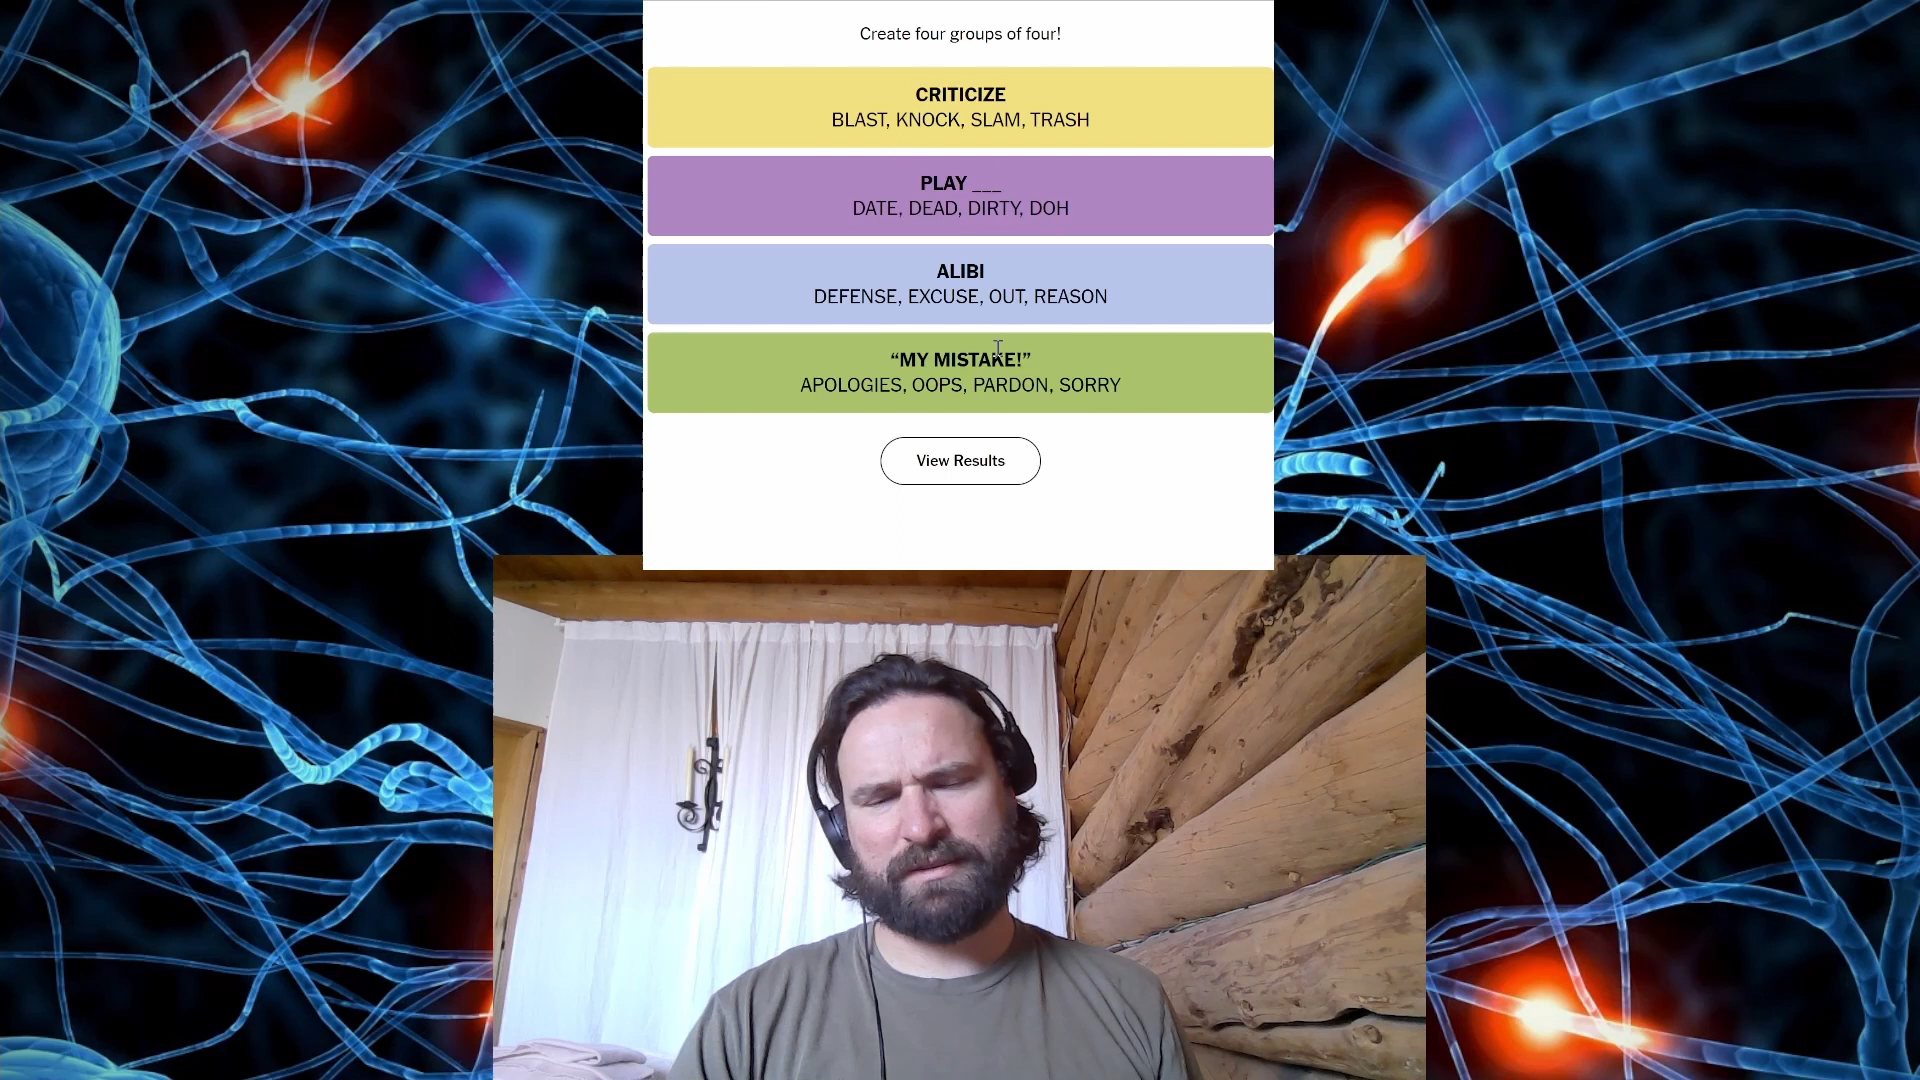 Create four groups of four!
CRITICIZE
BLAST, KNOCK, SLAM, TRASH
PLAY ___
DATE, DEAD, DIRTY, DOH
ALIBI
DEFENSE, EXCUSE, OUT, REASON
“MY MISTAKE!”
APOLOGIES, OOPS, PARDON, SORRY
View Results